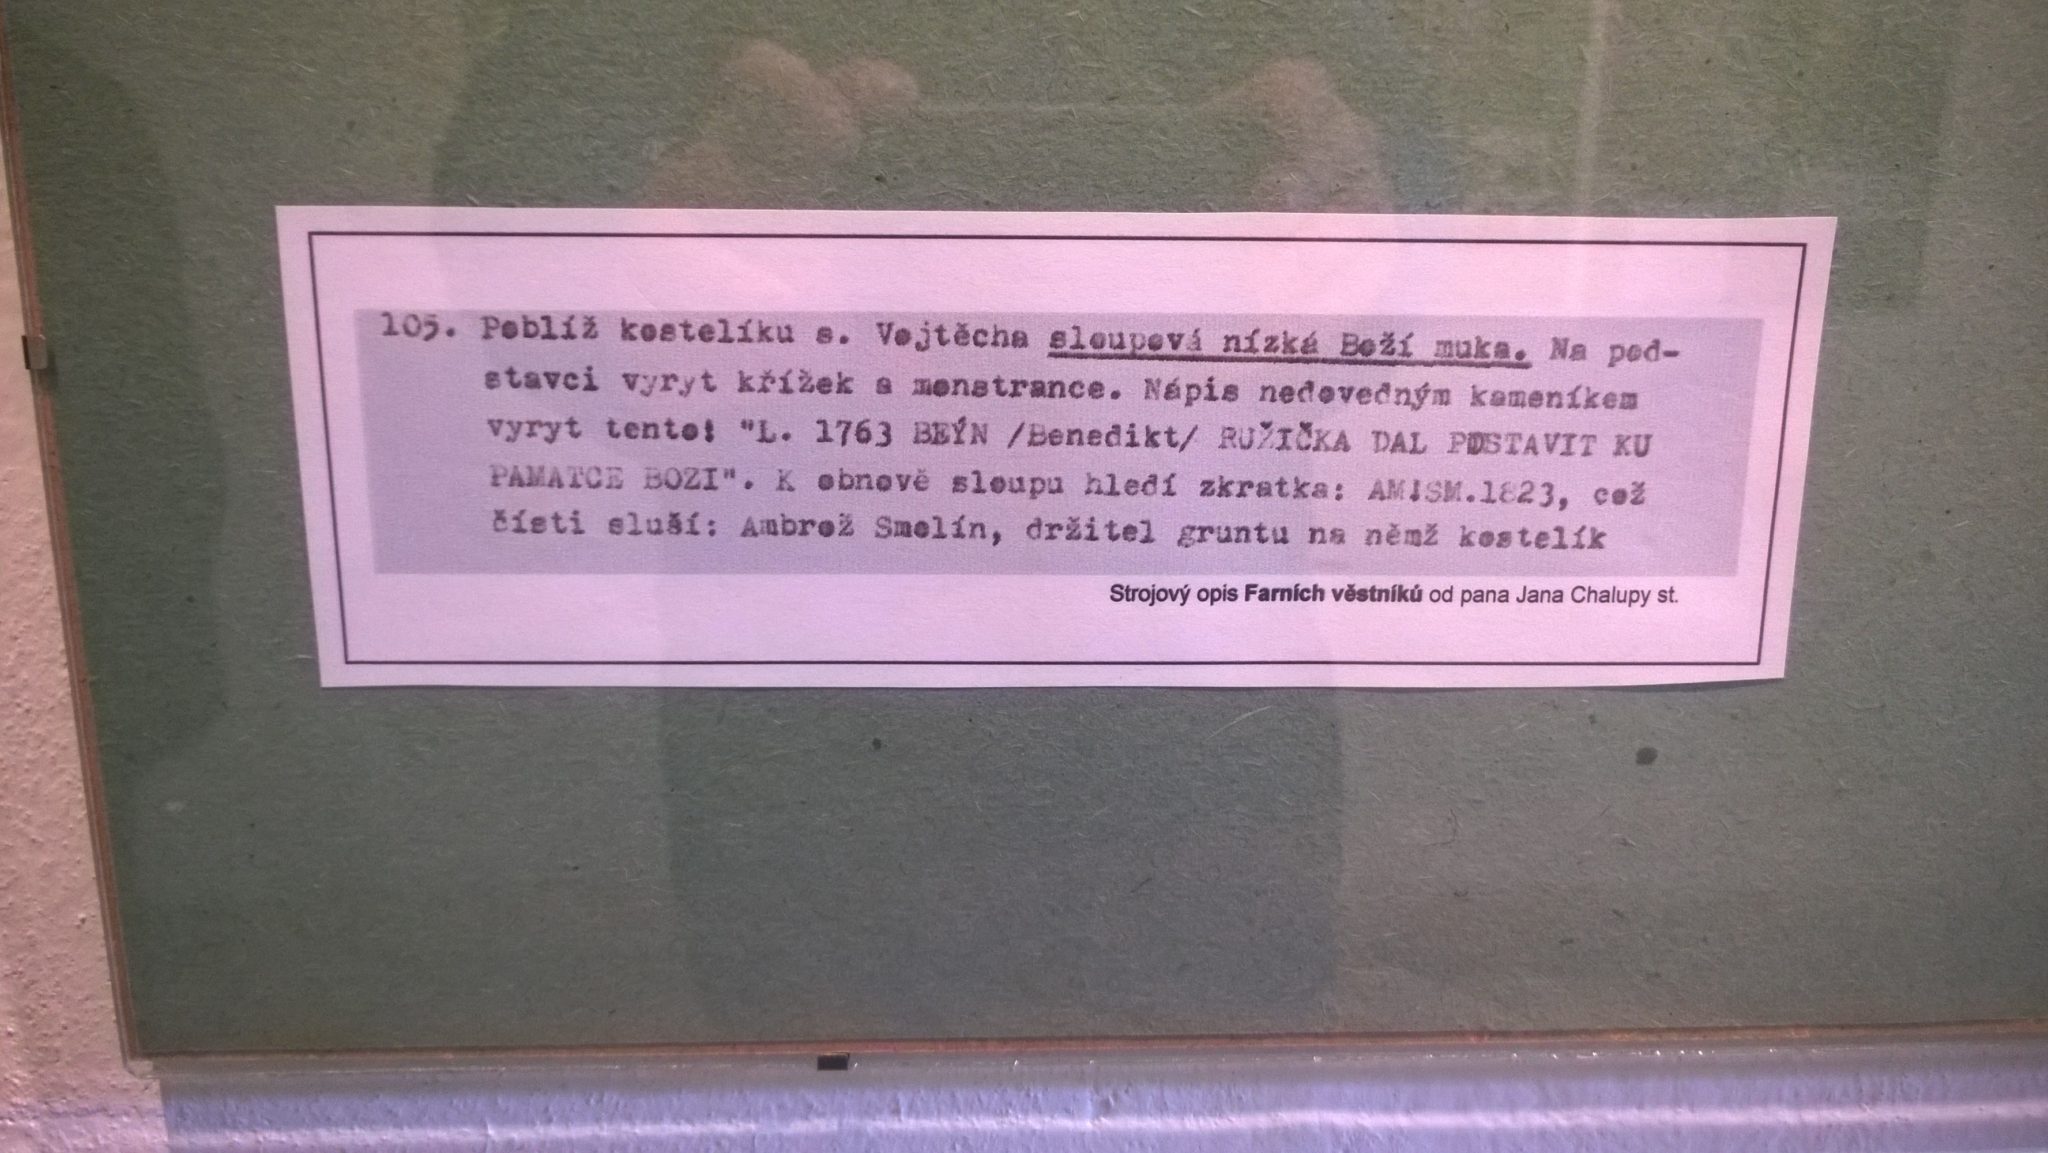 105. Poblíž kostelíku s. Vojtěcha sloupová nízká Boží muka. Na pod-
stavci vyryt křížek a monstrance. Nápis nedovedným kameníkem
vyryt tento: "L. 1763 BEÝN /Benedikt/ RUŽIČKA DAL POSTAVIT KU
PAMATCE BOZI". K obnově sloupu hledí zkratka: AM:SM.1823, což
čísti sluší: Ambrož Smolín, držitel gruntu na němž kostelík
Strojový opis Farních věstníků od pana Jana Chalupy st.